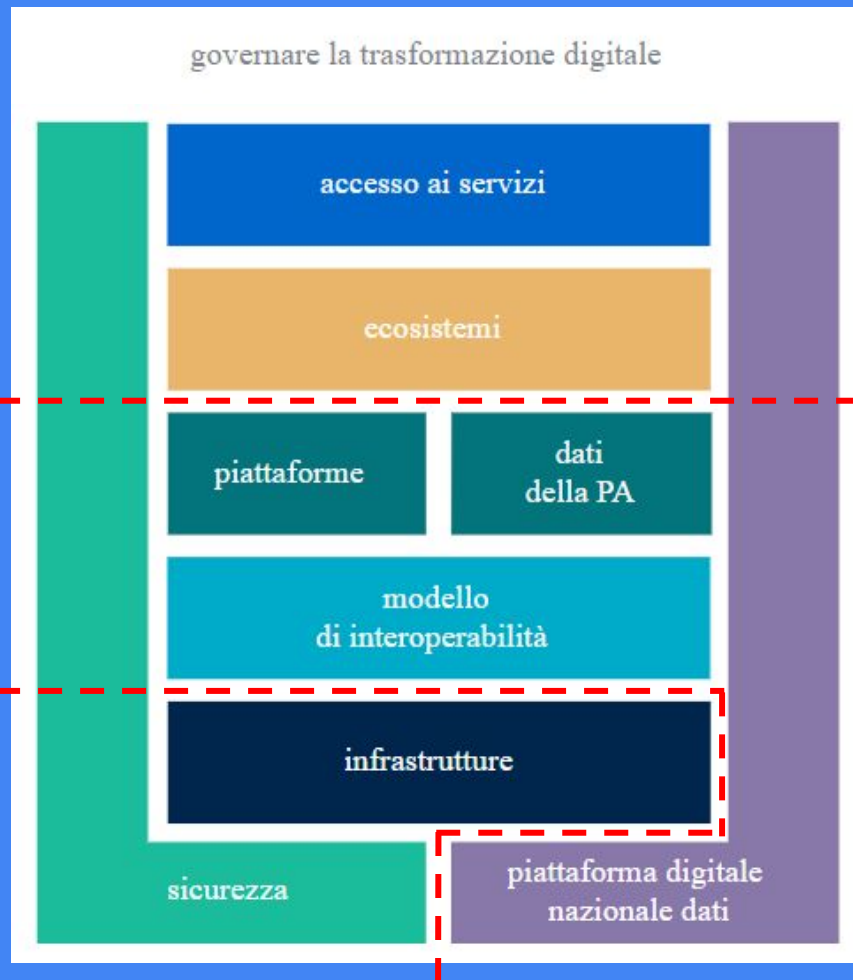 governare la trasformazione digitale
accesso ai servizi
ecosistemi
piattaforme
dati
della PA
modello
di interoperabilità
infrastrutture
sicurezza
piattaforma digitale
nazionale dati